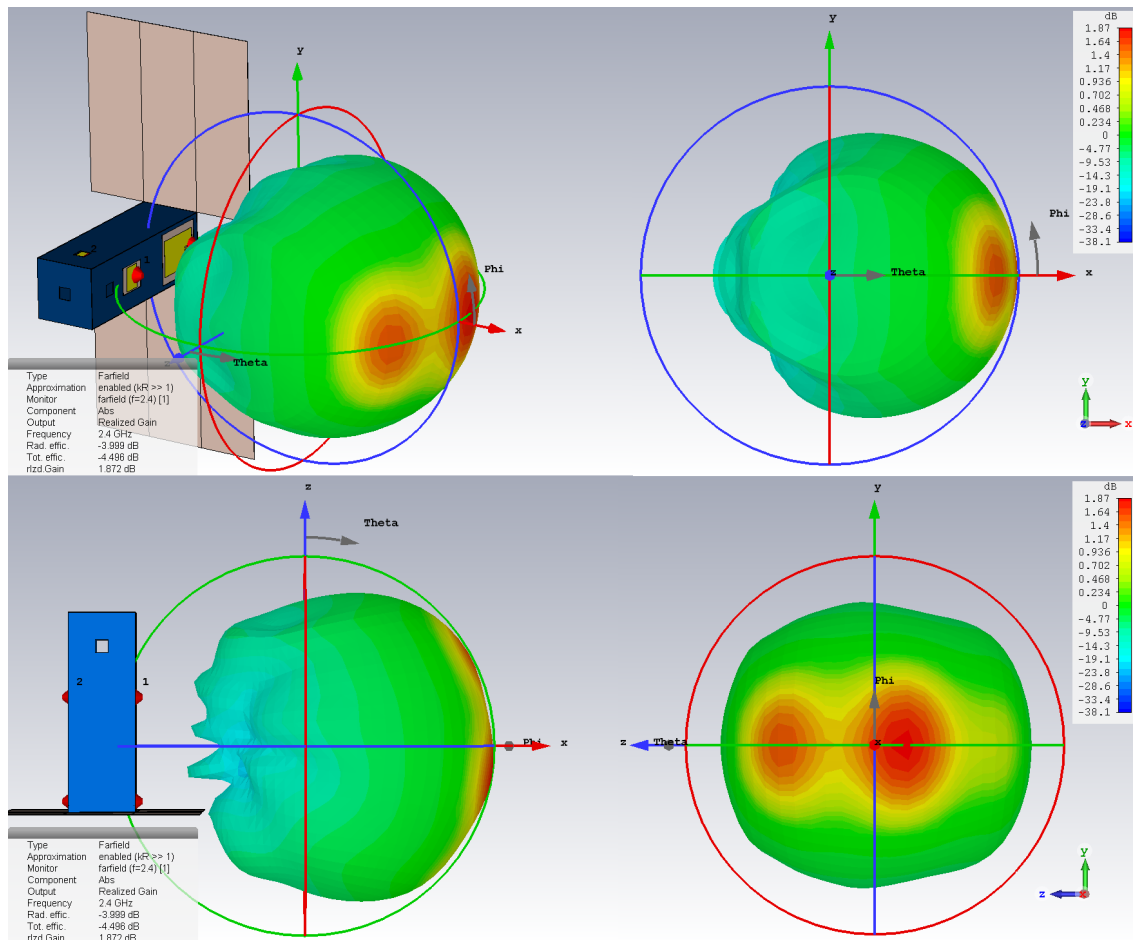 y
2
1
Phi
x
Theta
z
Type Farfield
Approximation enabled (kR >> 1)
Monitor farfield (f=2.4) [1]
Component Abs
Output Realized Gain
Frequency 2.4 GHz
Rad. effic. -3.999 dB
Tot. effic. -4.496 dB
rlzd.Gain 1.872 dB
y
Phi
z
Theta
x
dB
1.87
1.64
1.4
1.17
0.936
0.702
0.468
0.234
0
-4.77
-9.53
-14.3
-19.1
-23.8
-28.6
-33.4
-38.1
y
z
x
z
Theta
2
1
Phi
x
Type Farfield
Approximation enabled (kR >> 1)
Monitor farfield (f=2.4) [1]
Component Abs
Output Realized Gain
Frequency 2.4 GHz
Rad. effic. -3.999 dB
Tot. effic. -4.496 dB
rlzd.Gain 1.872 dB
y
Phi
z
Theta
x
dB
1.87
1.64
1.4
1.17
0.936
0.702
0.468
0.234
0
-4.77
-9.53
-14.3
-19.1
-23.8
-28.6
-33.4
-38.1
y
z
x